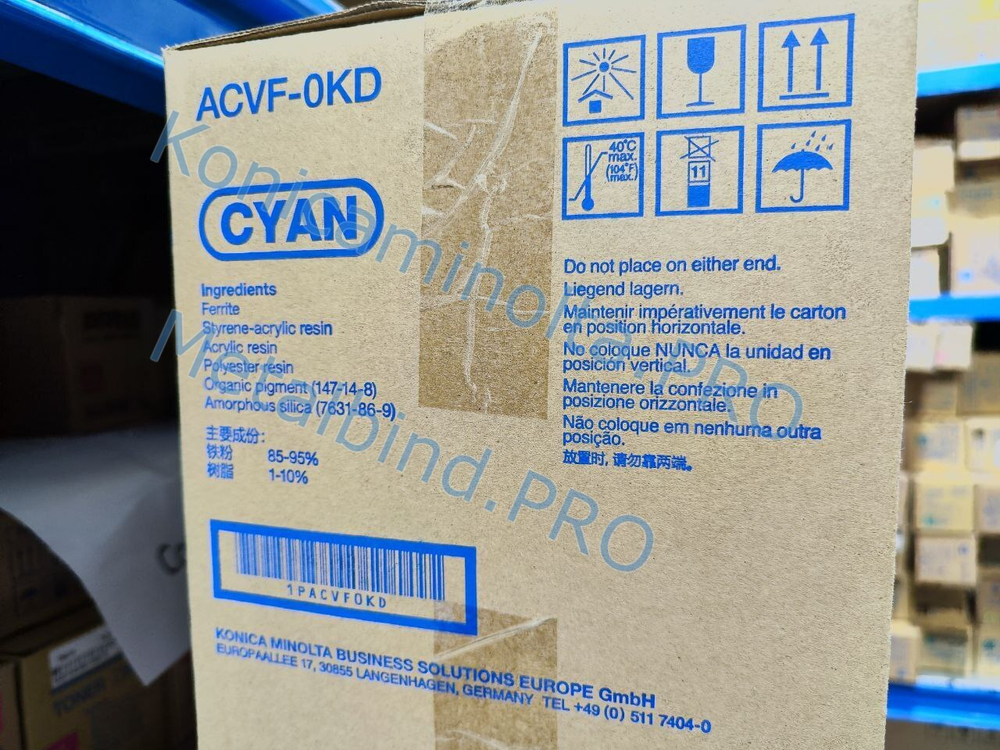 ACVF-0KD
CYAN
Ingredients
Ferrite
Styrene-acrylic resin
Acrylic resin
Polyester resin
Organic pigment (147-14-8)
Amorphous silica (7631-86-9)
主要成份:
铁粉 85-95%
树脂 1-10%
1PACVF0KD
KONICA MINOLTA BUSINESS SOLUTIONS EUROPE GmbH
EUROPAALLEE 17, 30855 LANGENHAGEN, GERMANY TEL +49 (0) 511 7404-0
40°C
max.
(104°F)
(max.)
11
Do not place on either end.
Liegend lagern.
Maintenir impérativement le carton
en position horizontale.
No coloque NUNCA la unidad en
posición vertical.
Mantenere la confezione in
posizione orizzontale.
Não coloque em nenhuma outra
posição.
放置时, 请勿靠两端。
Konicaminolta.PRO
Metalbind.PRO
TONER